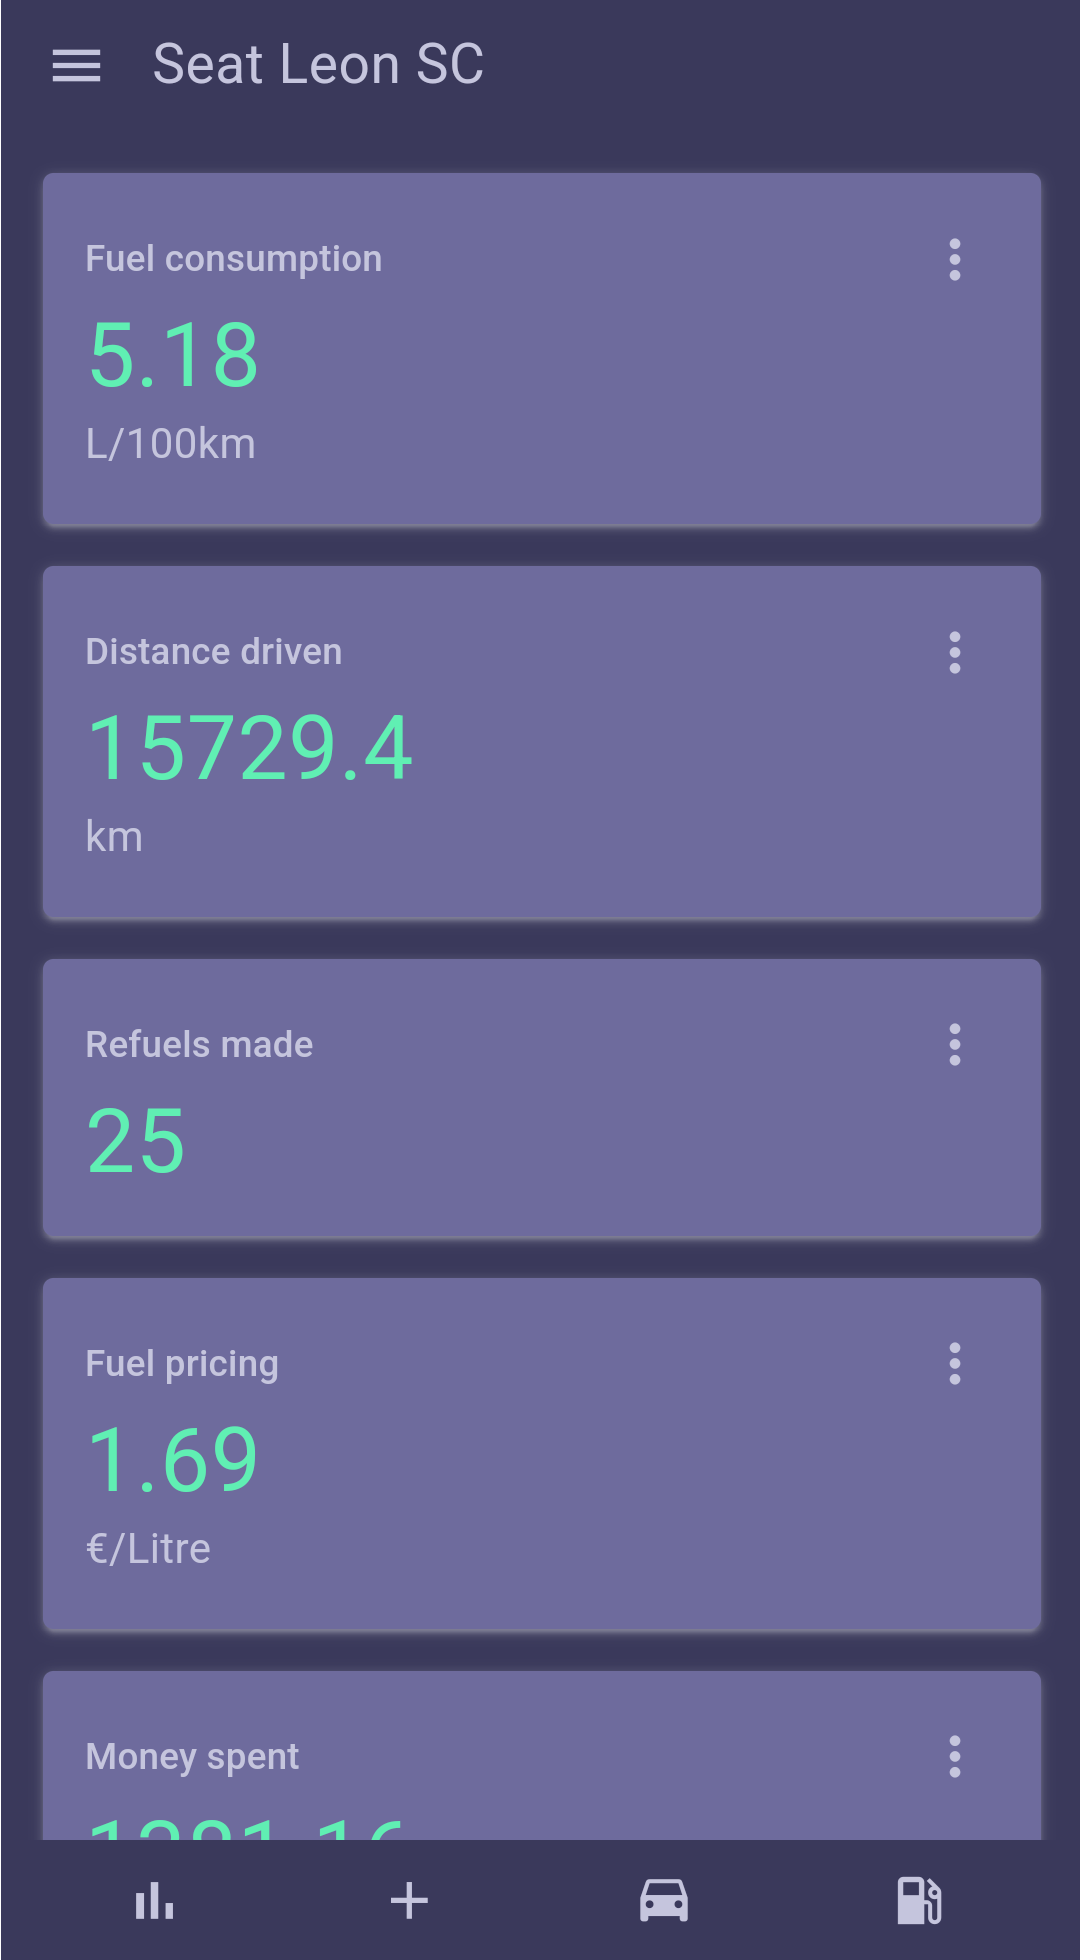 Seat Leon SC
Fuel consumption
5.18
L/100km
Distance driven
15729.4
km
Refuels made
25
Fuel pricing
1.69
€/Litre
Money spent